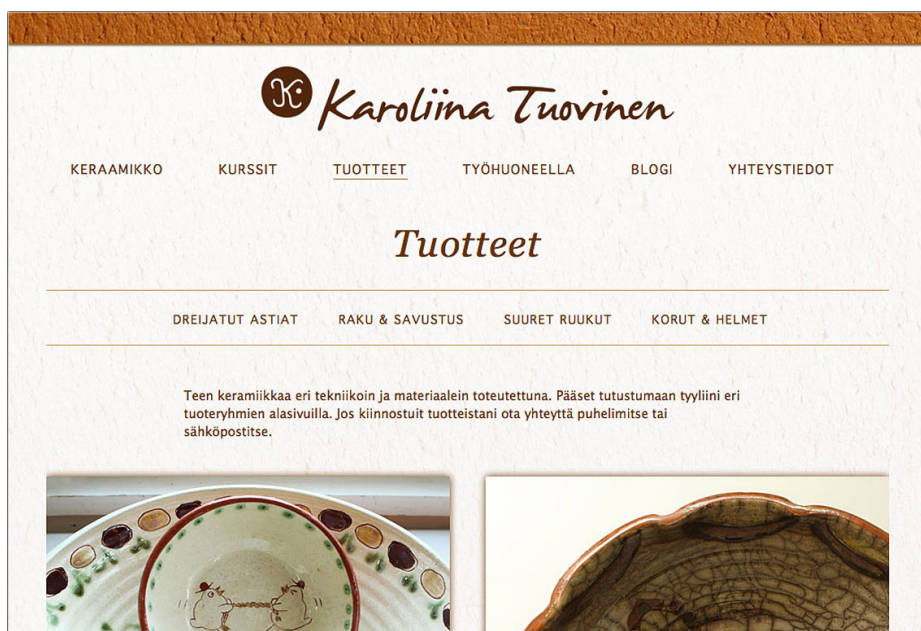 K
Karoliina Tuovinen
KERAAMIKKO KURSSIT TUOTTEET TYÖHUONEELLA BLOGI YHTEYSTIEDOT
Tuotteet
DREIJATUT ASTIAT RAKU & SAVUSTUS SUURET RUUKUT KORUT & HELMET
Teen keramiikkaa eri tekniikoin ja materiaalein toteutettuna. Pääset tutustumaan tyyliini eri
tuoteryhmien alasivuilla. Jos kiinnostuit tuotteistani ota yhteyttä puhelimitse tai
sähköpostitse.